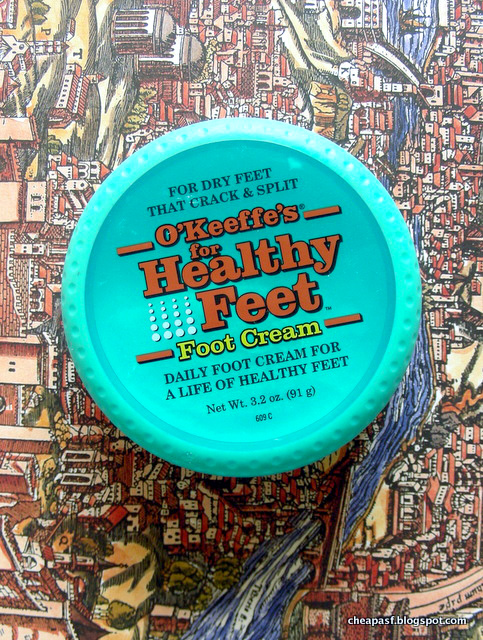 FOR DRY FEET
THAT CRACK & SPLIT
O'Keeffe's®
for
Healthy
Feet™
Foot Cream
DAILY FOOT CREAM FOR
A LIFE OF HEALTHY FEET
Net Wt. 3.2 oz. (91 g)
609 C
cheapasf.blogspot.com